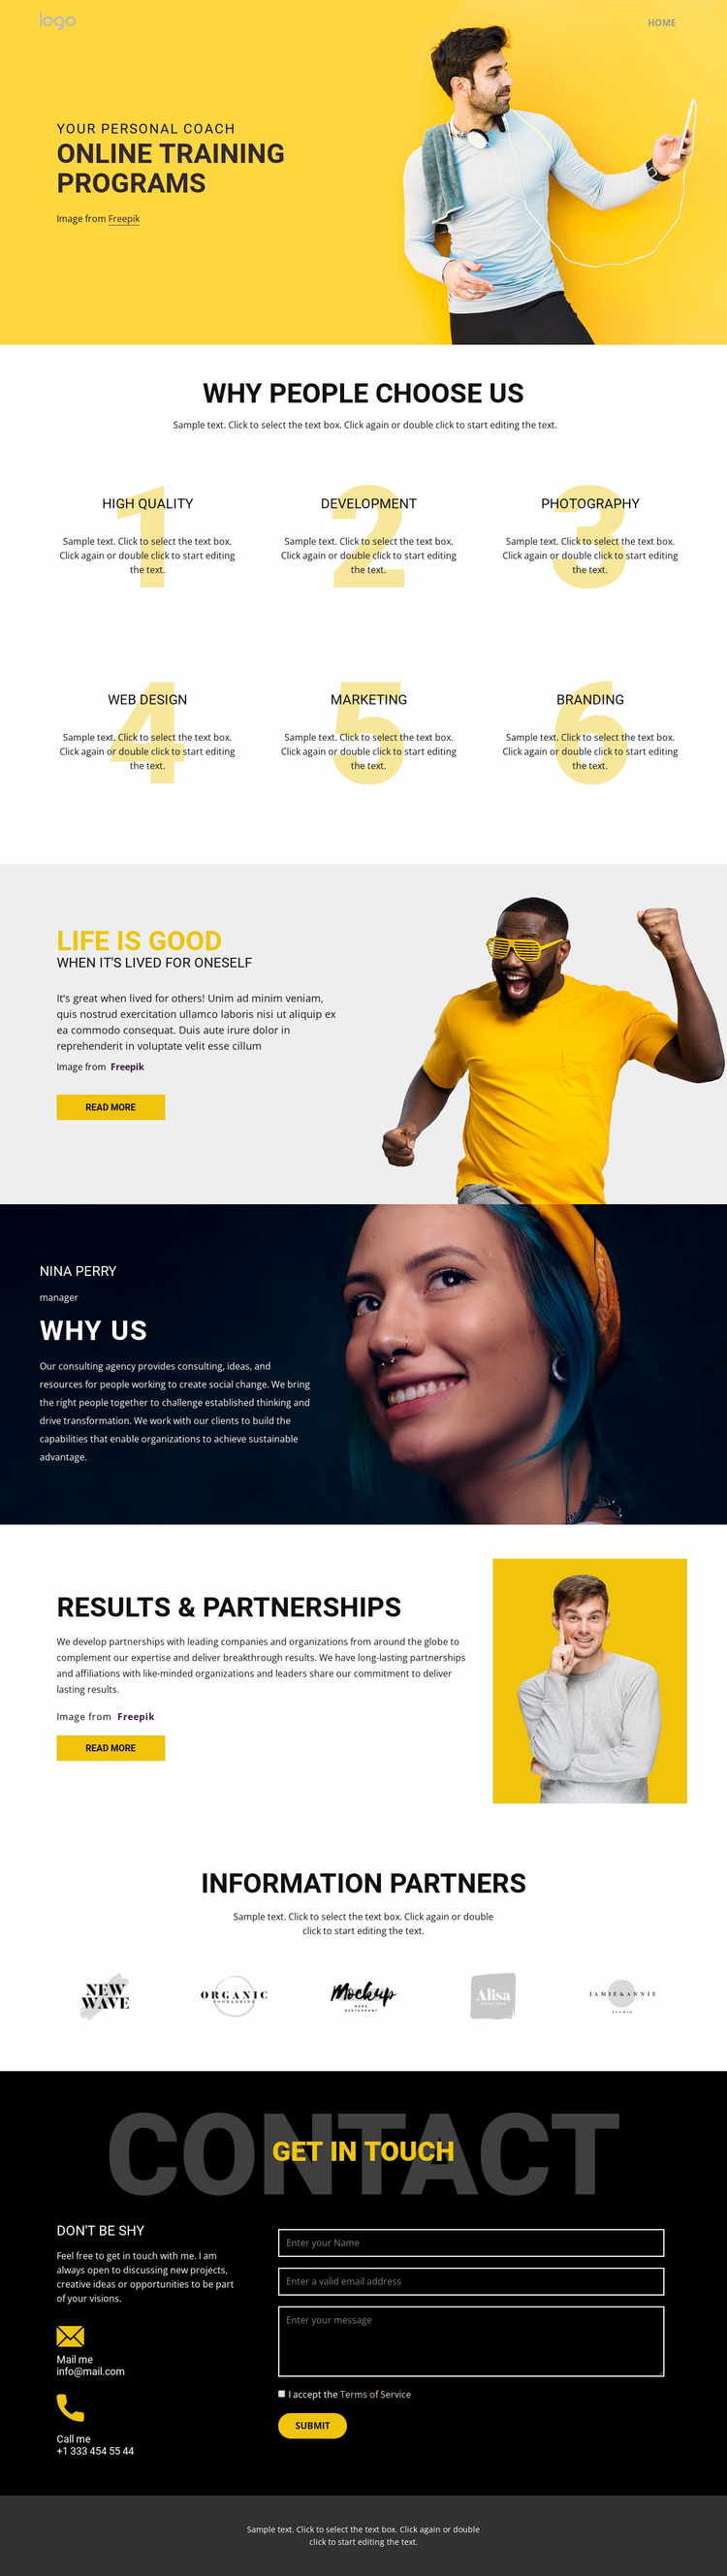 logo
HOME
YOUR PERSONAL COACH
ONLINE TRAINING
PROGRAMS
Image from Freepik
WHY PEOPLE CHOOSE US
Sample text. Click to select the text box. Click again or double click to start editing the text.
1
HIGH QUALITY
Sample text. Click to select the text box.
Click again or double click to start editing
the text.
2
DEVELOPMENT
Sample text. Click to select the text box.
Click again or double click to start editing
the text.
3
PHOTOGRAPHY
Sample text. Click to select the text box.
Click again or double click to start editing
the text.
4
WEB DESIGN
Sample text. Click to select the text box.
Click again or double click to start editing
the text.
5
MARKETING
Sample text. Click to select the text box.
Click again or double click to start editing
the text.
6
BRANDING
Sample text. Click to select the text box.
Click again or double click to start editing
the text.
LIFE IS GOOD
WHEN IT'S LIVED FOR ONESELF
It's great when lived for others! Unim ad minim veniam,
quis nostrud exercitation ullamco laboris nisi ut aliquip ex
ea commodo consequat. Duis aute irure dolor in
reprehenderit in voluptate velit esse cillum
Image from Freepik
READ MORE
NINA PERRY
manager
WHY US
Our consulting agency provides consulting, ideas, and
resources for people working to create social change. We bring
the right people together to challenge established thinking and
drive transformation. We work with our clients to build the
capabilities that enable organizations to achieve sustainable
advantage.
RESULTS & PARTNERSHIPS
We develop partnerships with leading companies and organizations from around the globe to
complement our expertise and deliver breakthrough results. We have long-lasting partnerships
and affiliations with like-minded organizations and leaders share our commitment to deliver
lasting results.
Image from Freepik
READ MORE
INFORMATION PARTNERS
Sample text. Click to select the text box. Click again or double
click to start editing the text.
NEW
WAVE
ORGANIC
FOOD & DRINK
Mockup
RESTAURANT
Alisa
JAMIE&ANNIE
STUDIO
CONTACT
GET IN TOUCH
DON'T BE SHY
Feel free to get in touch with me. I am
always open to discussing new projects,
creative ideas or opportunities to be part
of your visions.
Mail me
info@mail.com
Call me
+1 333 454 55 44
Enter your Name
Enter a valid email address
Enter your message
I accept the Terms of Service
SUBMIT
Sample text. Click to select the text box. Click again or double
click to start editing the text.